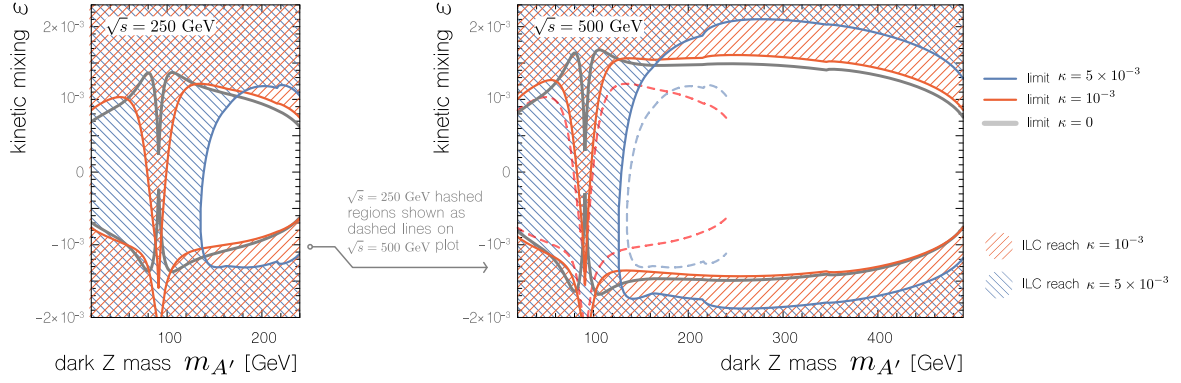 kinetic mixing ε
2× 10⁻³
10⁻³
0
−10⁻³
−2× 10⁻³
√s = 250 GeV
100
200
dark Z mass m_A′ [GeV]
√s = 250 GeV hashed
regions shown as
dashed lines on
√s = 500 GeV plot
kinetic mixing ε
2× 10⁻³
10⁻³
0
−10⁻³
−2× 10⁻³
√s = 500 GeV
100
200
300
400
dark Z mass m_A′ [GeV]
limit κ = 5 × 10⁻³
limit κ = 10⁻³
limit κ = 0
ILC reach κ = 10⁻³
ILC reach κ = 5 × 10⁻³